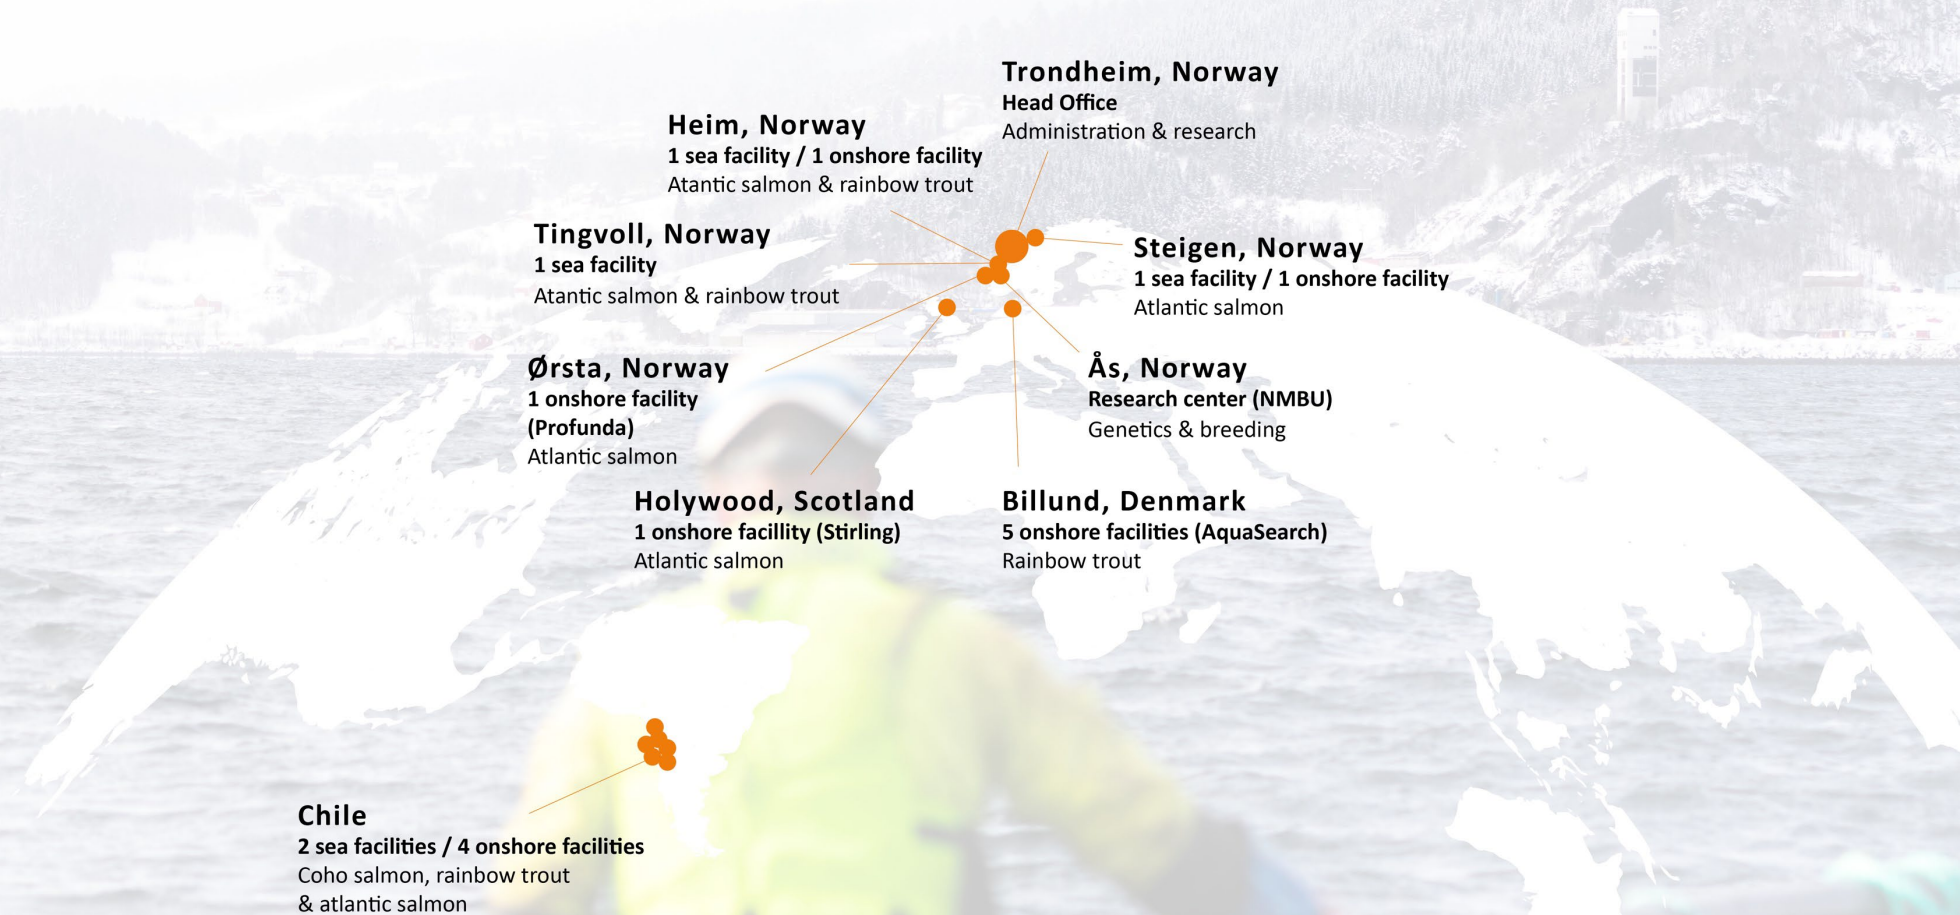 Trondheim, Norway
Head Office
Administration & research
Heim, Norway
1 sea facility / 1 onshore facility
Atantic salmon & rainbow trout
Tingvoll, Norway
1 sea facility
Atantic salmon & rainbow trout
Steigen, Norway
1 sea facility / 1 onshore facility
Atlantic salmon
Ørsta, Norway
1 onshore facility
(Profunda)
Atlantic salmon
Ås, Norway
Research center (NMBU)
Genetics & breeding
Holywood, Scotland
1 onshore facillity (Stirling)
Atlantic salmon
Billund, Denmark
5 onshore facilities (AquaSearch)
Rainbow trout
Chile
2 sea facilities / 4 onshore facilities
Coho salmon, rainbow trout
& atlantic salmon